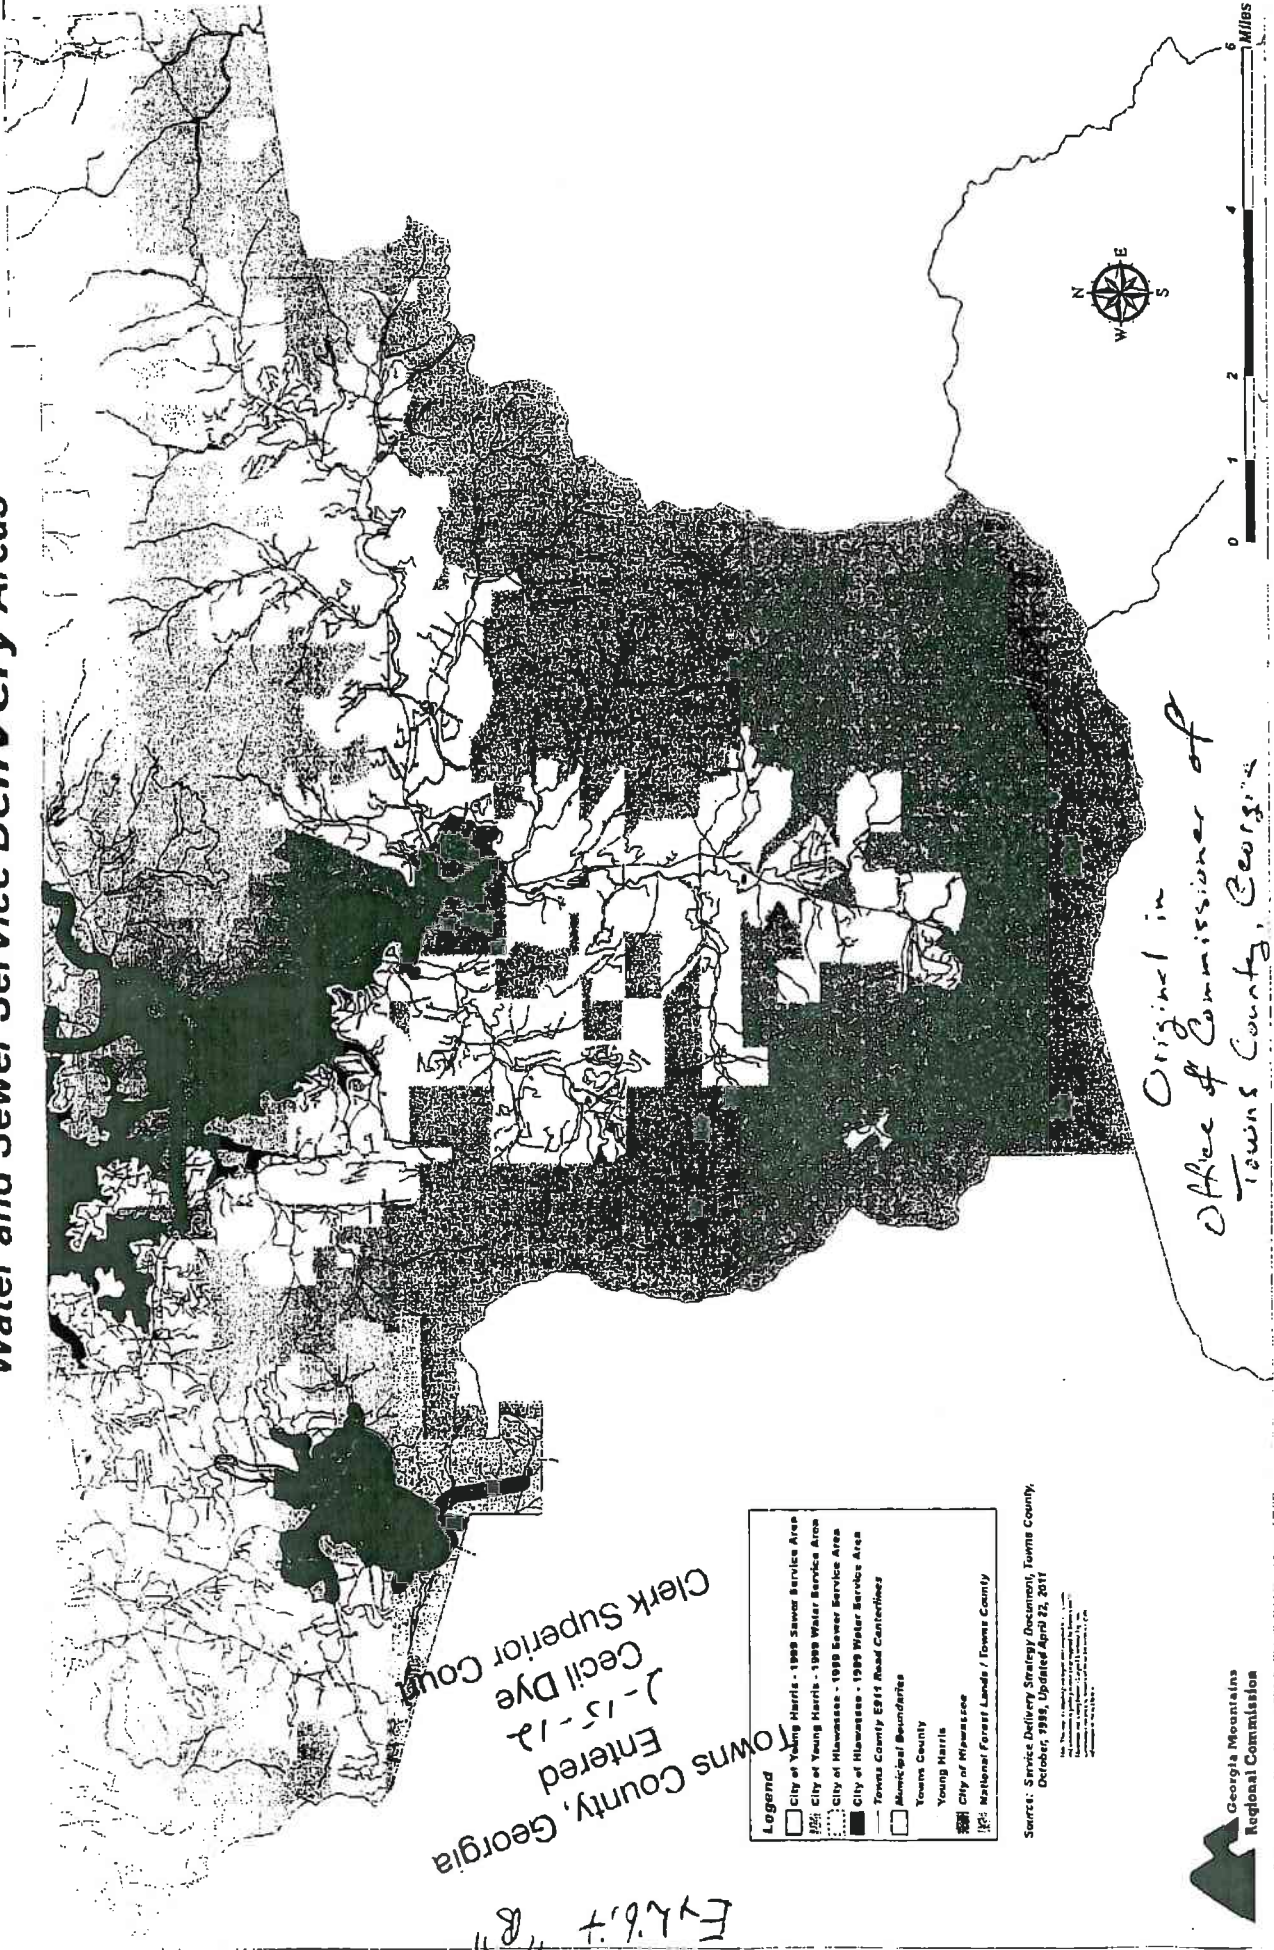 Water and Sewer Service Delivery Areas
Exhibit "B"
Towns County, Georgia
Entered
2-15-12
Cecil Dye
Clerk Superior Court
Legend
City of Young Harris - 1999 Sewer Service Area
City of Young Harris - 1999 Water Service Area
City of Hiawassee - 1999 Sewer Service Area
City of Hiawassee - 1999 Water Service Area
Towns County E911 Road Centerlines
Municipal Boundaries
Towns County
Young Harris
City of Hiwassee
National Forest Lands / Towns County
Source: Service Delivery Strategy Document, Towns County,
October, 1999, Updated April 22, 2011
Georgia Mountains
Regional Commission
Original in
Office of Commissioner of
Towns County, Georgia
N
W
E
S
0 1 2 4 6
Miles